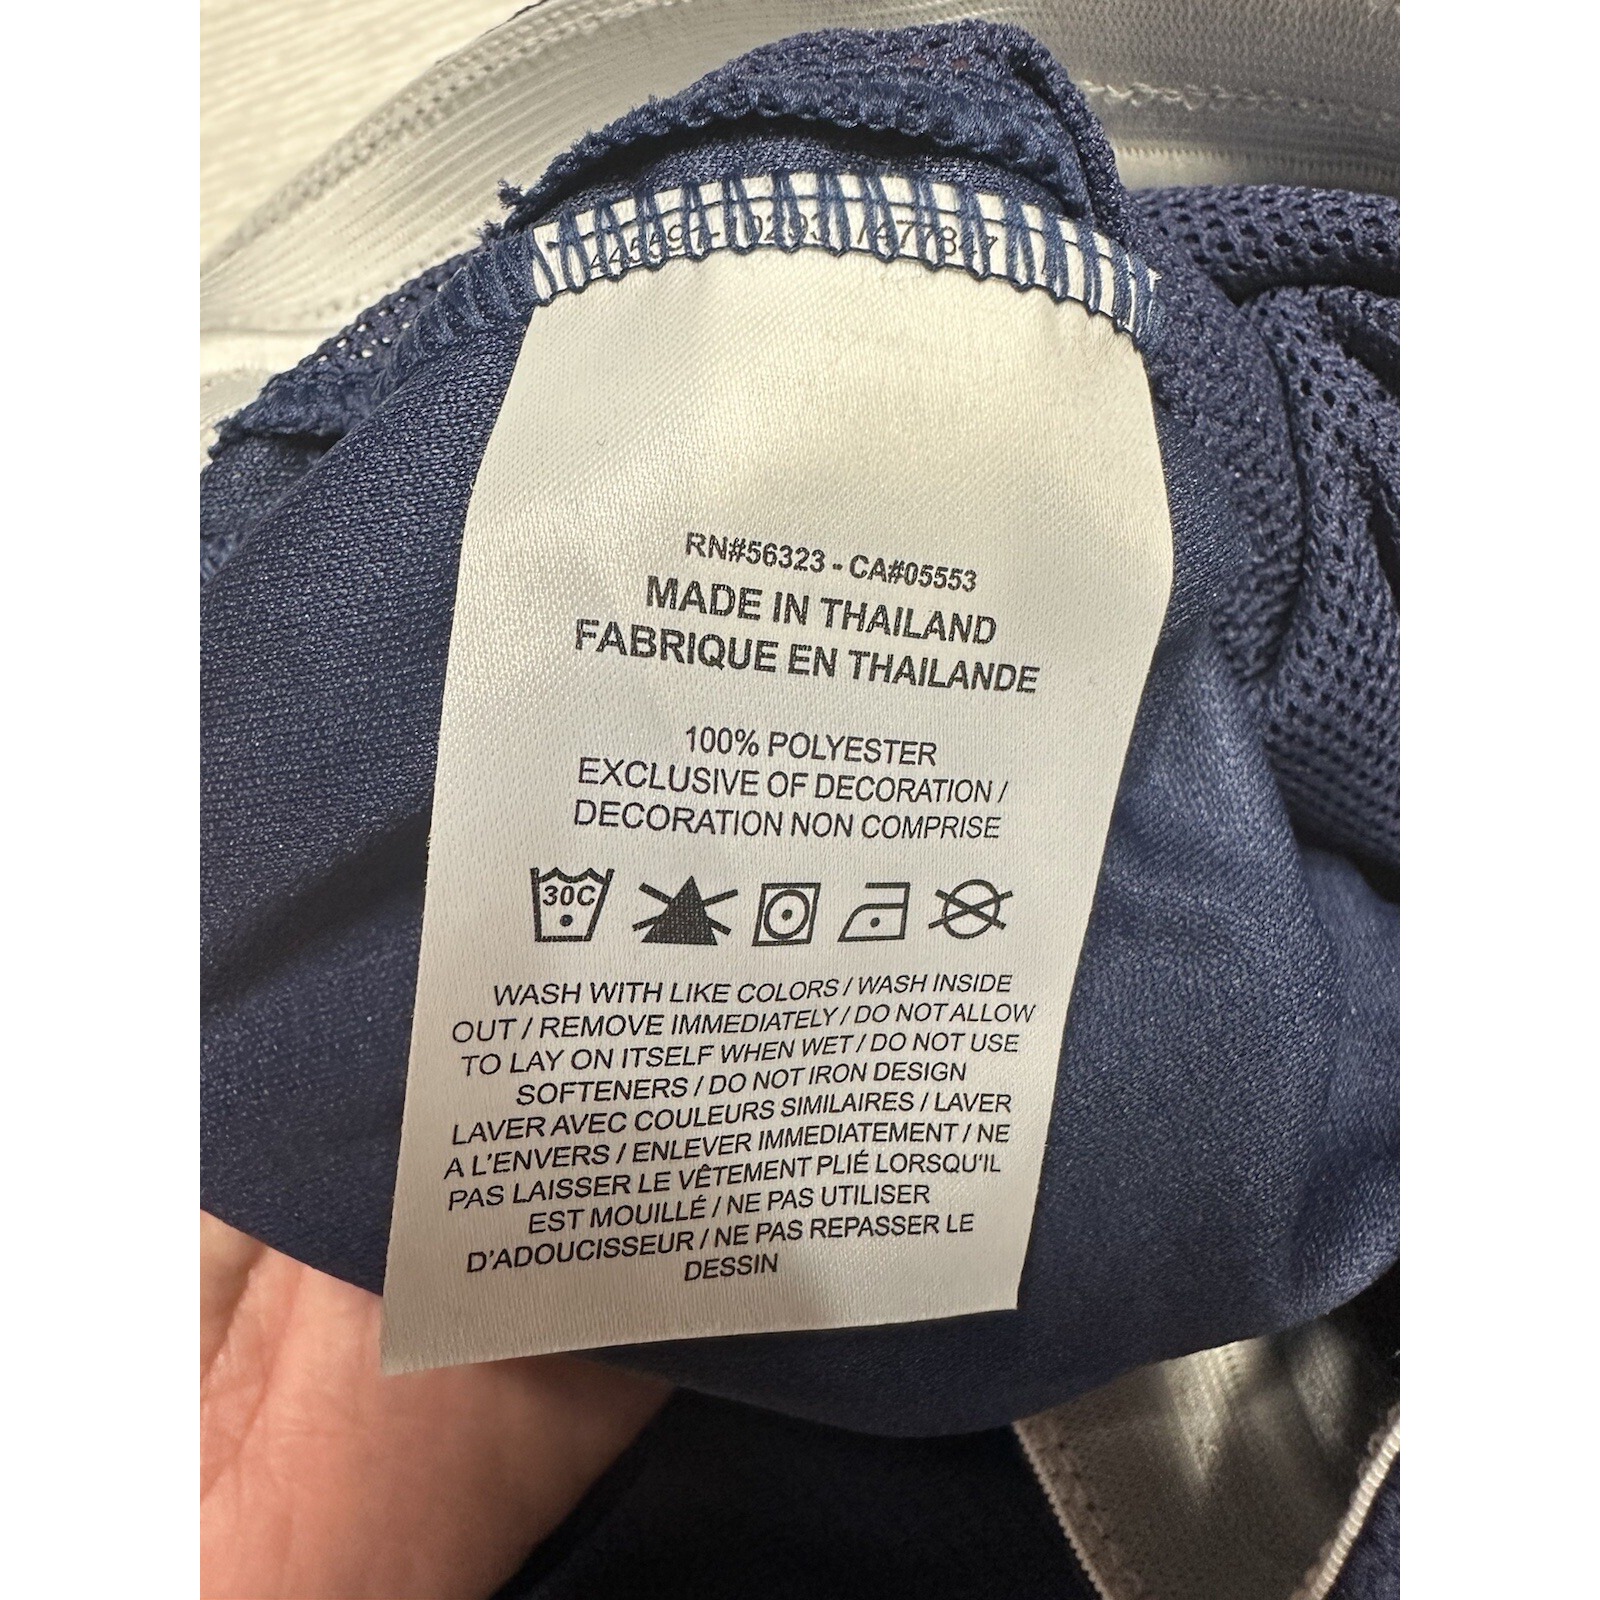 RN#56323 - CA#05553
MADE IN THAILAND
FABRIQUE EN THAILANDE
100% POLYESTER
EXCLUSIVE OF DECORATION /
DECORATION NON COMPRISE
30C
WASH WITH LIKE COLORS / WASH INSIDE
OUT / REMOVE IMMEDIATELY / DO NOT ALLOW
TO LAY ON ITSELF WHEN WET / DO NOT USE
SOFTENERS / DO NOT IRON DESIGN
LAVER AVEC COULEURS SIMILAIRES / LAVER
A L'ENVERS / ENLEVER IMMEDIATEMENT / NE
PAS LAISSER LE VÊTEMENT PLIÉ LORSQU'IL
EST MOUILLÉ / NE PAS UTILISER
D'ADOUCISSEUR / NE PAS REPASSER LE
DESSIN